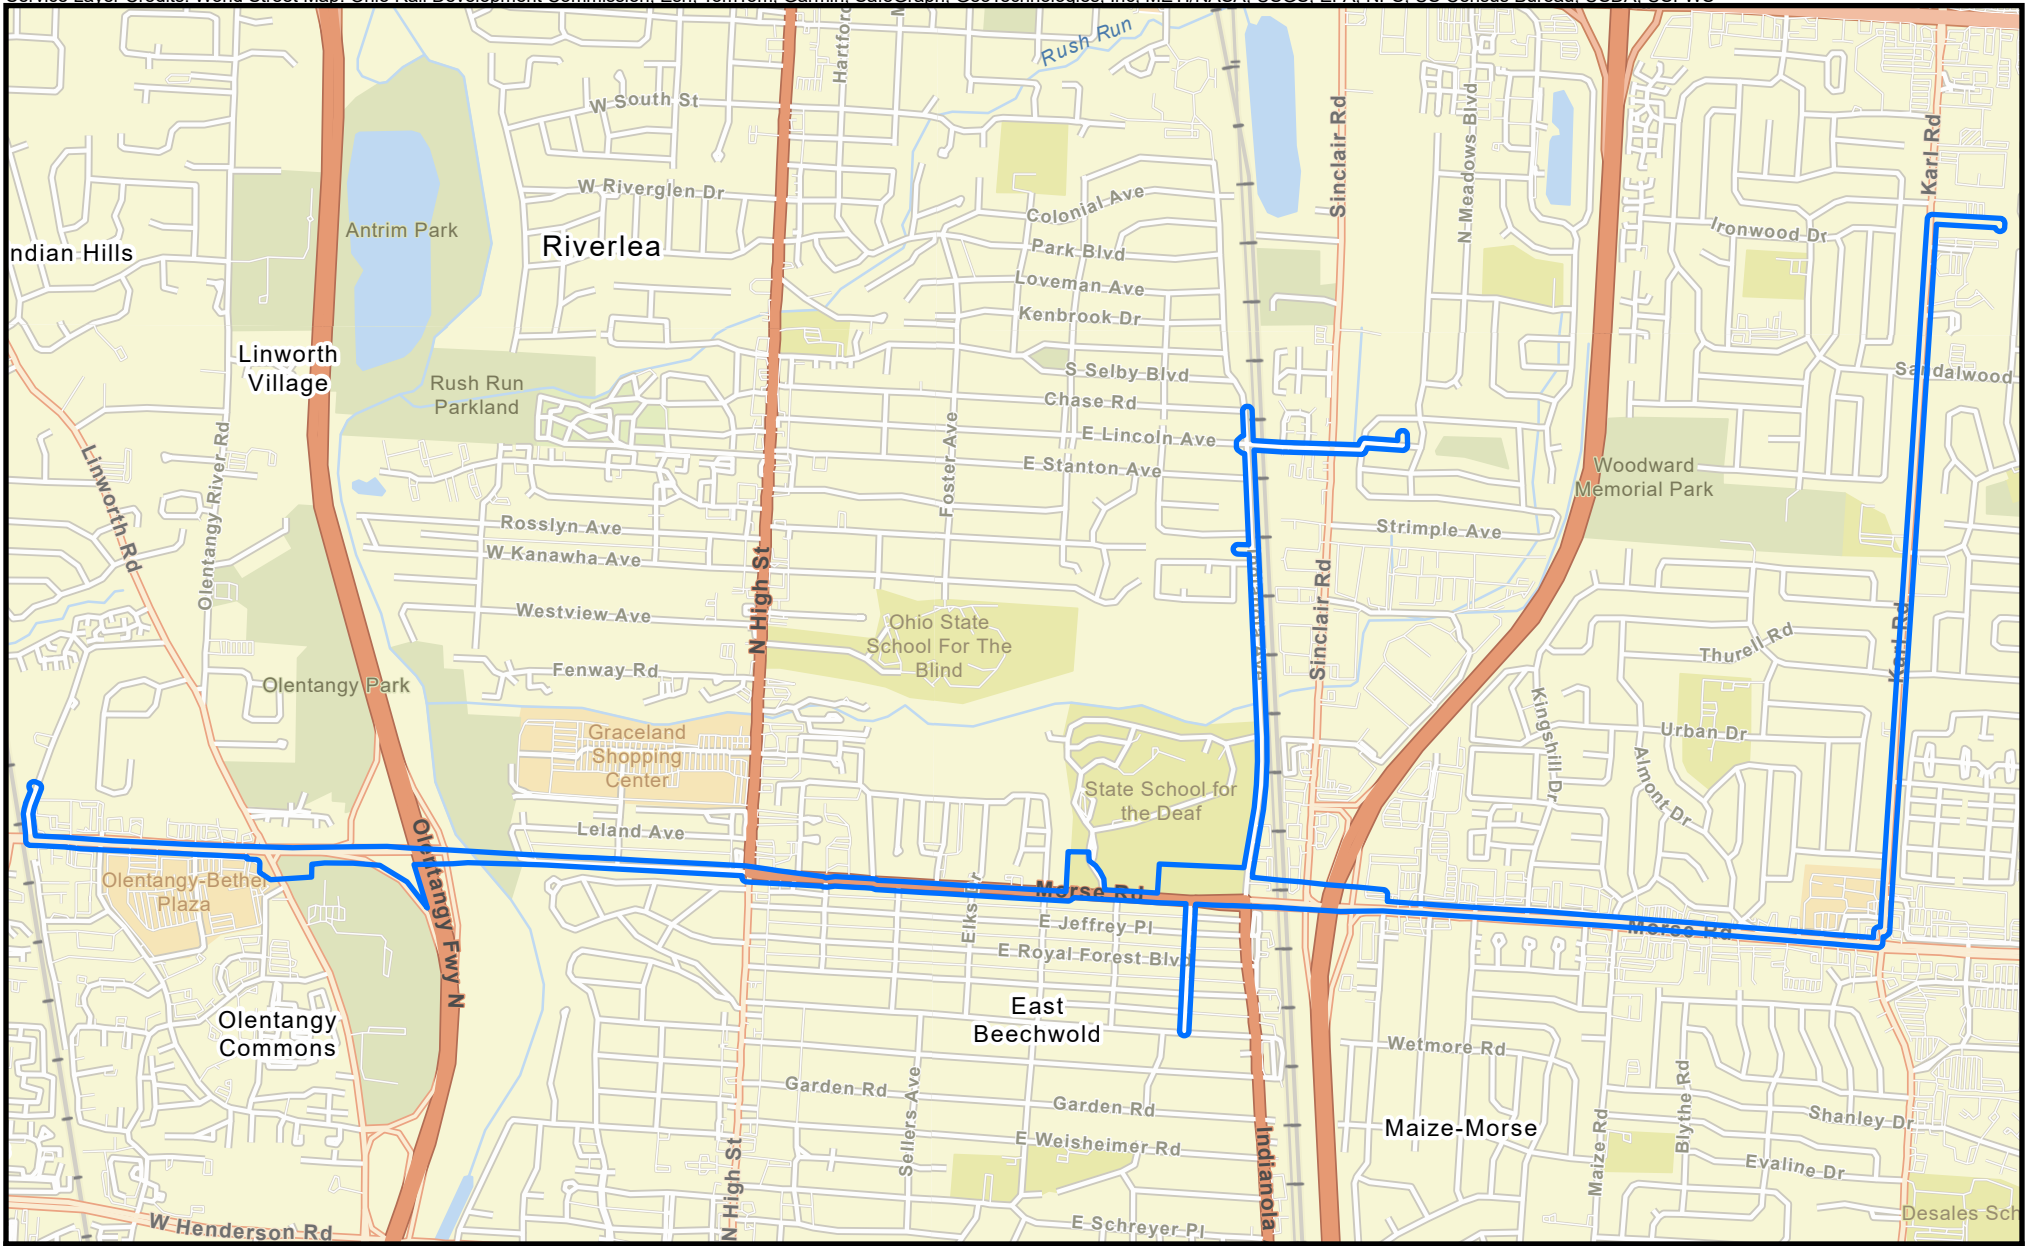 Rush Run
Hartford
W South St
Sinclair Rd
N Meadows Blvd
Karl Rd
W Riverglen Dr
Colonial Ave
Antrim Park
Riverlea
ndian Hills
Park Blvd
Ironwood Dr
Loveman Ave
Kenbrook Dr
Linworth
Village
Rush Run
Parkland
S Selby Blvd
Sandalwood
Chase Rd
E Lincoln Ave
Foster Ave
E Stanton Ave
Woodward
Memorial Park
Linworth Rd
Olentangy River Rd
Rosslyn Ave
Strimple Ave
W Kanawha Ave
N High St
Sinclair Rd
Westview Ave
Ohio State
School For The
Blind
Karl Rd
Thurell Rd
Fenway Rd
Olentangy Park
Graceland
Shopping
Center
Kingshill Dr
Urban Dr
Almont Dr
State School for
the Deaf
Leland Ave
Olentangy Fwy N
Olentangy-Bethel
Plaza
Morse Rd
E Jeffrey Pl
Morse Rd
E Royal Forest Blvd
East
Beechwold
Olentangy
Commons
Wetmore Rd
Garden Rd
Garden Rd
Sellers Ave
Maize Rd
Blythe Rd
Shanley Dr
Maize-Morse
E Weisheimer Rd
Evaline Dr
N High St
Indianola
W Henderson Rd
E Schreyer Pl
Desales Sch